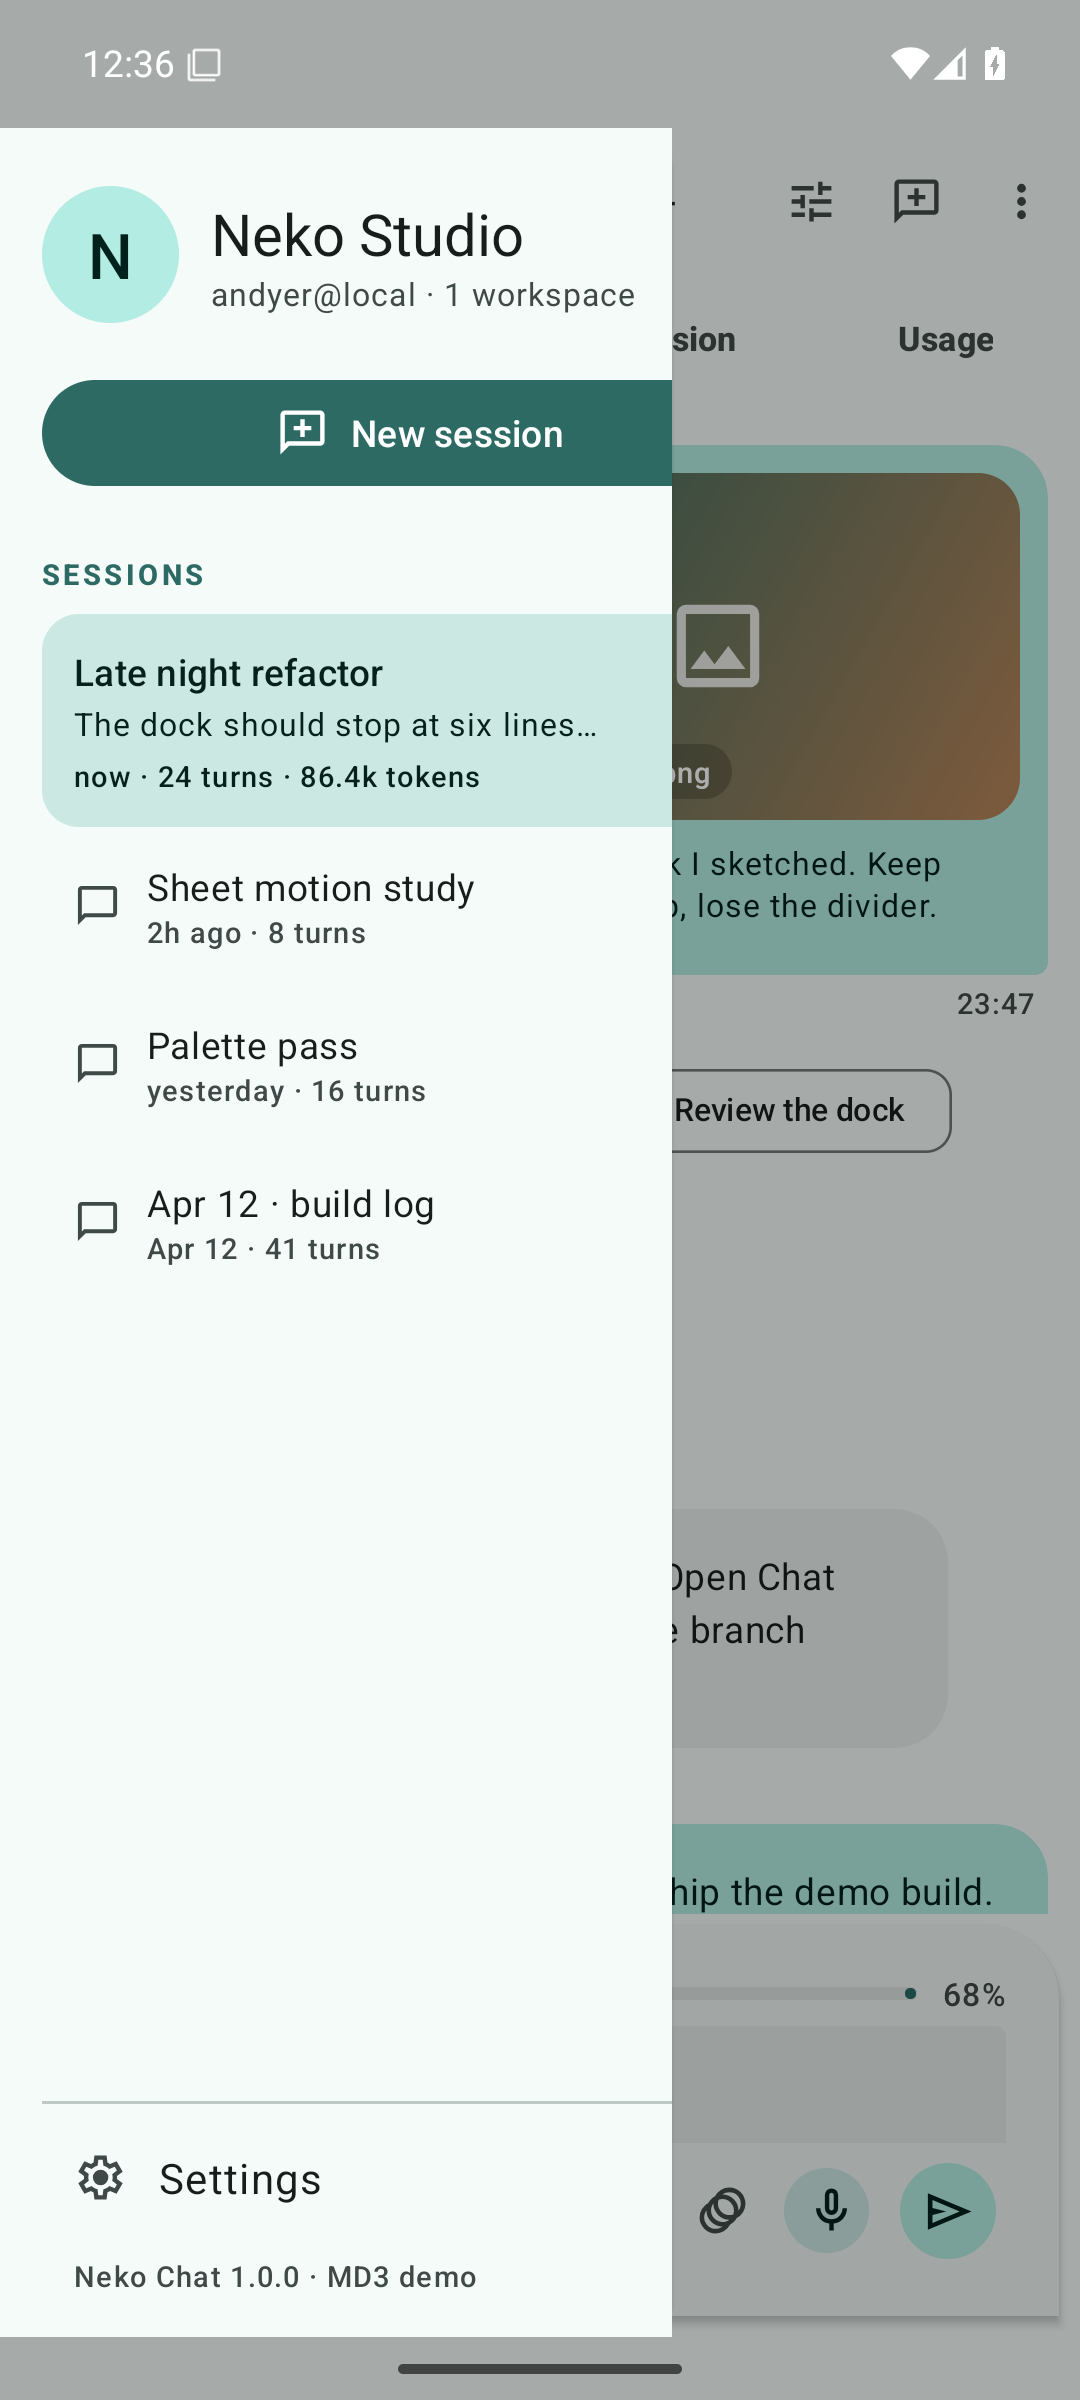 12:36
N
Neko Studio
andyer@local · 1 workspace
sion
Usage
New session
SESSIONS
Late night refactor
The dock should stop at six lines…
now · 24 turns · 86.4k tokens
ong
k I sketched. Keep
, lose the divider.
Sheet motion study
2h ago · 8 turns
23:47
Palette pass
yesterday · 16 turns
Review the dock
Apr 12 · build log
Apr 12 · 41 turns
Open Chat
e branch
hip the demo build.
68%
Settings
Neko Chat 1.0.0 · MD3 demo